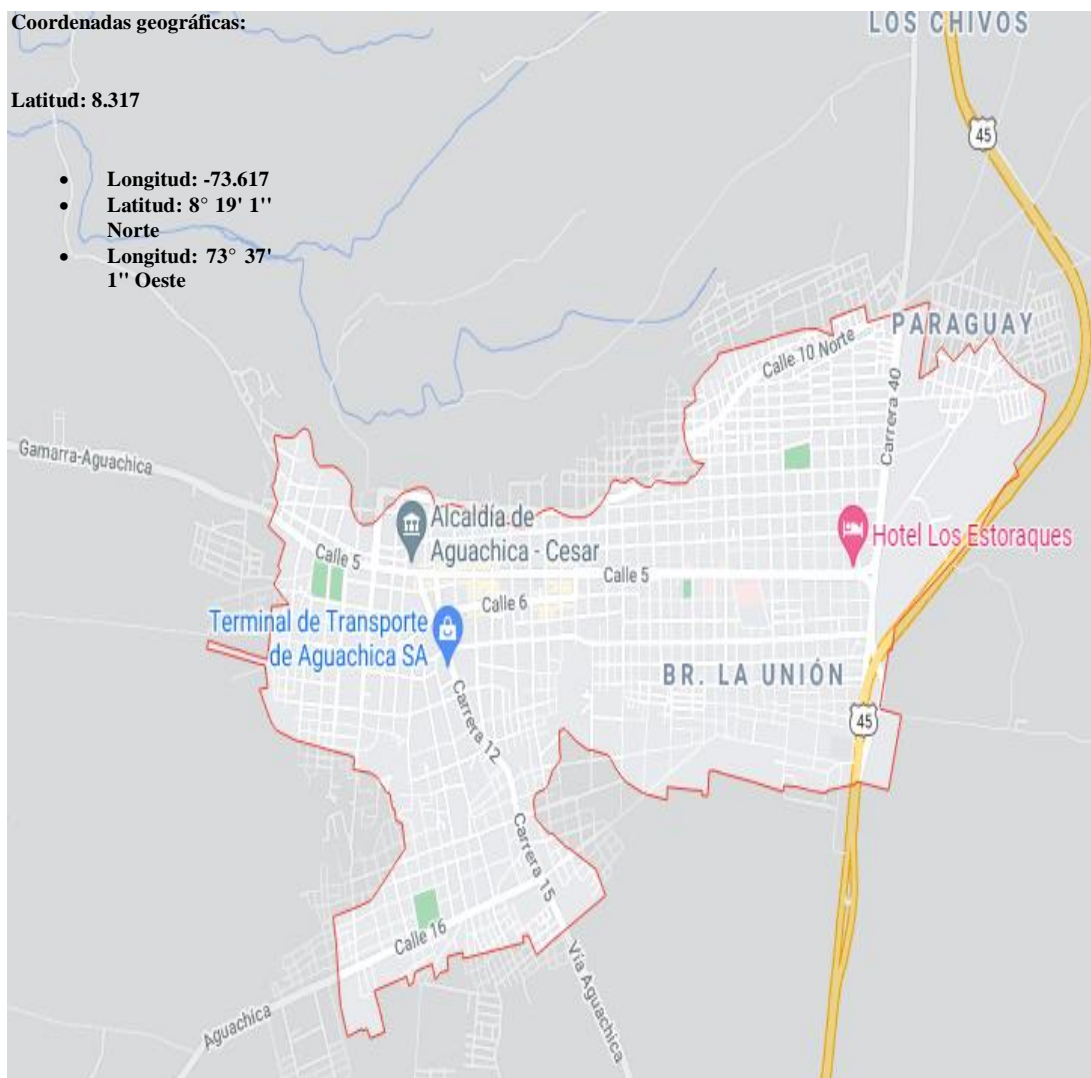 Coordenadas geográficas:
LOS CHIVOS
Latitud: 8.317
45
• Longitud: -73.617
• Latitud: 8° 19' 1''
Norte
• Longitud: 73° 37'
1'' Oeste
PARAGUAY
Calle 10 Norte
Carrera 40
Gamarra-Aguachica
Alcaldía de
Aguachica - Cesar
Hotel Los Estoraques
Calle 5
Calle 5
Calle 6
Terminal de Transporte
de Aguachica SA
BR. LA UNIÓN
Carrera 12
45
Carrera 15
Calle 16
Vía Aguachica
Aguachica